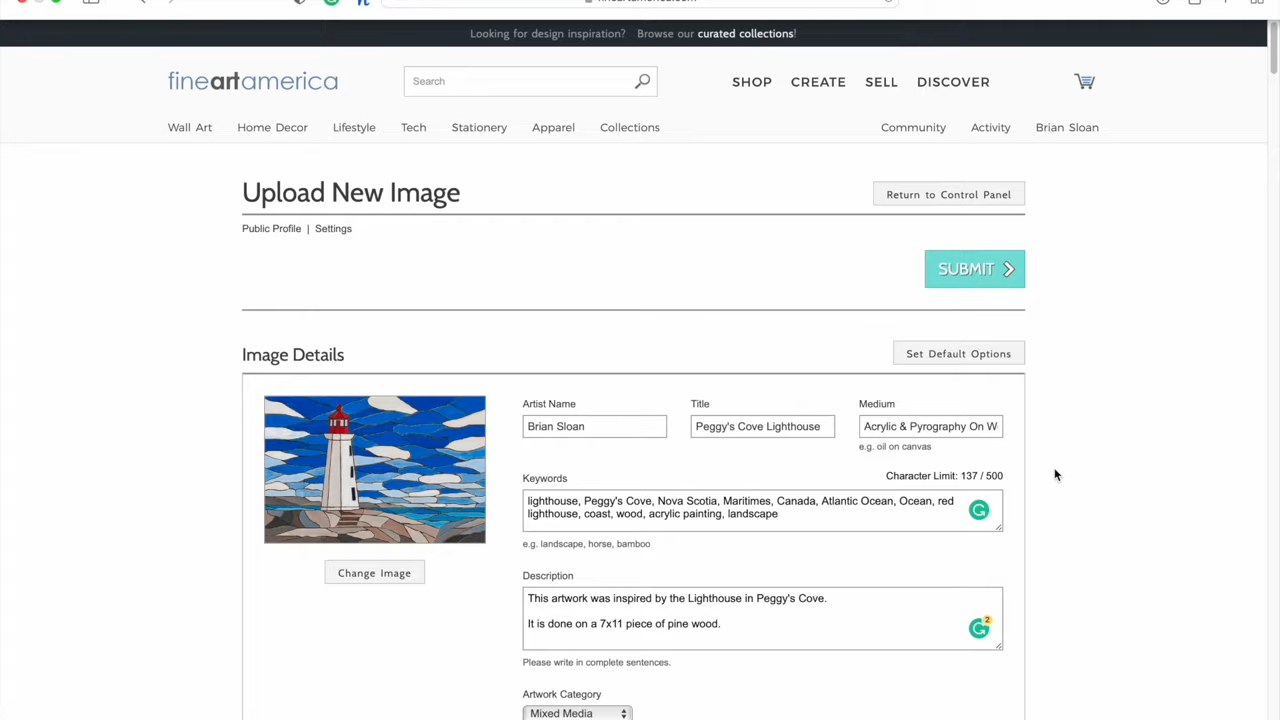 Looking for design inspiration? Browse our curated collections!
fineartamerica
Search
SHOP CREATE SELL DISCOVER
Wall Art Home Decor Lifestyle Tech Stationery Apparel Collections Community Activity Brian Sloan
Upload New Image
Return to Control Panel
Public Profile | Settings
SUBMIT
Image Details
Set Default Options
Artist Name Title Medium
Brian Sloan Peggy's Cove Lighthouse Acrylic & Pyrography On W
e.g. oil on canvas
Keywords Character Limit: 137 / 500
lighthouse, Peggy's Cove, Nova Scotia, Maritimes, Canada, Atlantic Ocean, Ocean, red
lighthouse, coast, wood, acrylic painting, landscape
e.g. landscape, horse, bamboo
Change Image
Description
This artwork was inspired by the Lighthouse in Peggy's Cove.
It is done on a 7x11 piece of pine wood.
2
Please write in complete sentences.
Artwork Category
Mixed Media